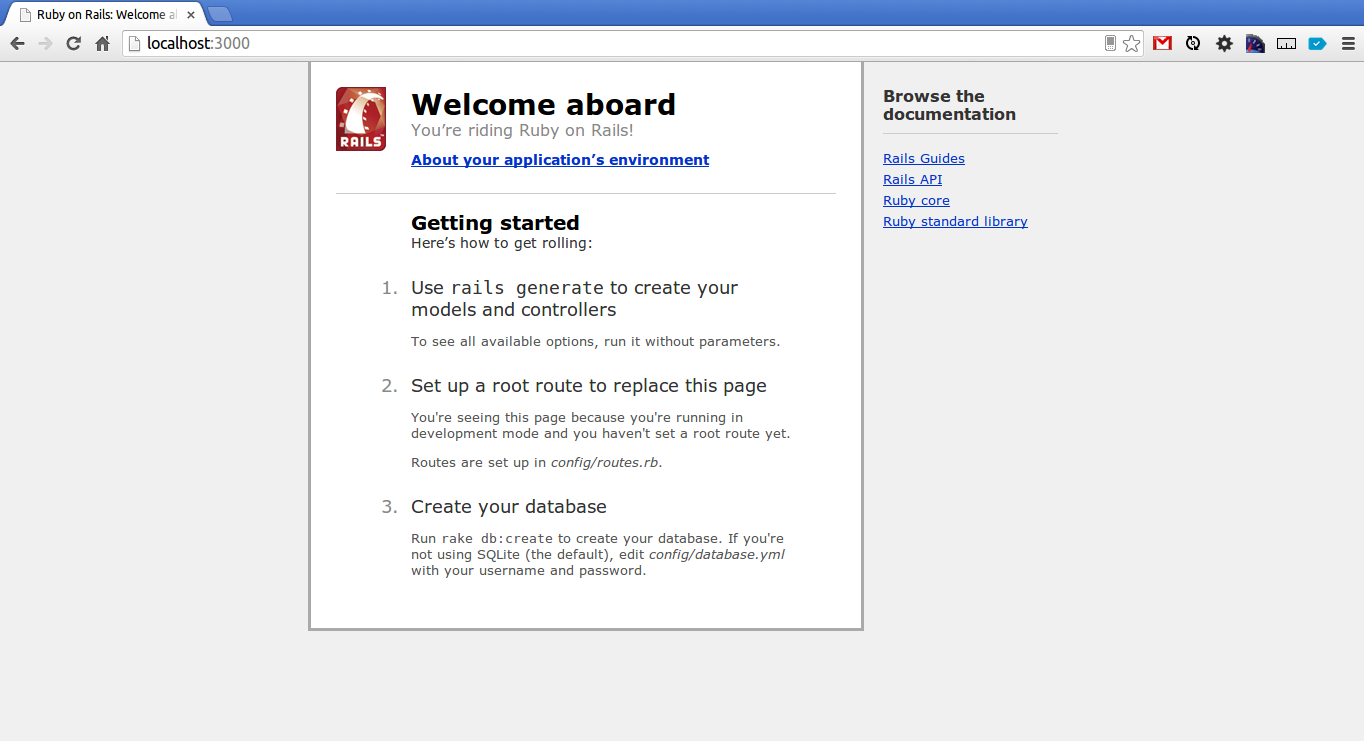 Ruby on Rails: Welcome a
localhost:3000
RAILS
Welcome aboard
You’re riding Ruby on Rails!
About your application’s environment
Getting started
Here’s how to get rolling:
1. Use rails generate to create your
models and controllers
To see all available options, run it without parameters.
2. Set up a root route to replace this page
You're seeing this page because you're running in
development mode and you haven't set a root route yet.
Routes are set up in config/routes.rb.
3. Create your database
Run rake db:create to create your database. If you're
not using SQLite (the default), edit config/database.yml
with your username and password.
Browse the
documentation
Rails Guides
Rails API
Ruby core
Ruby standard library